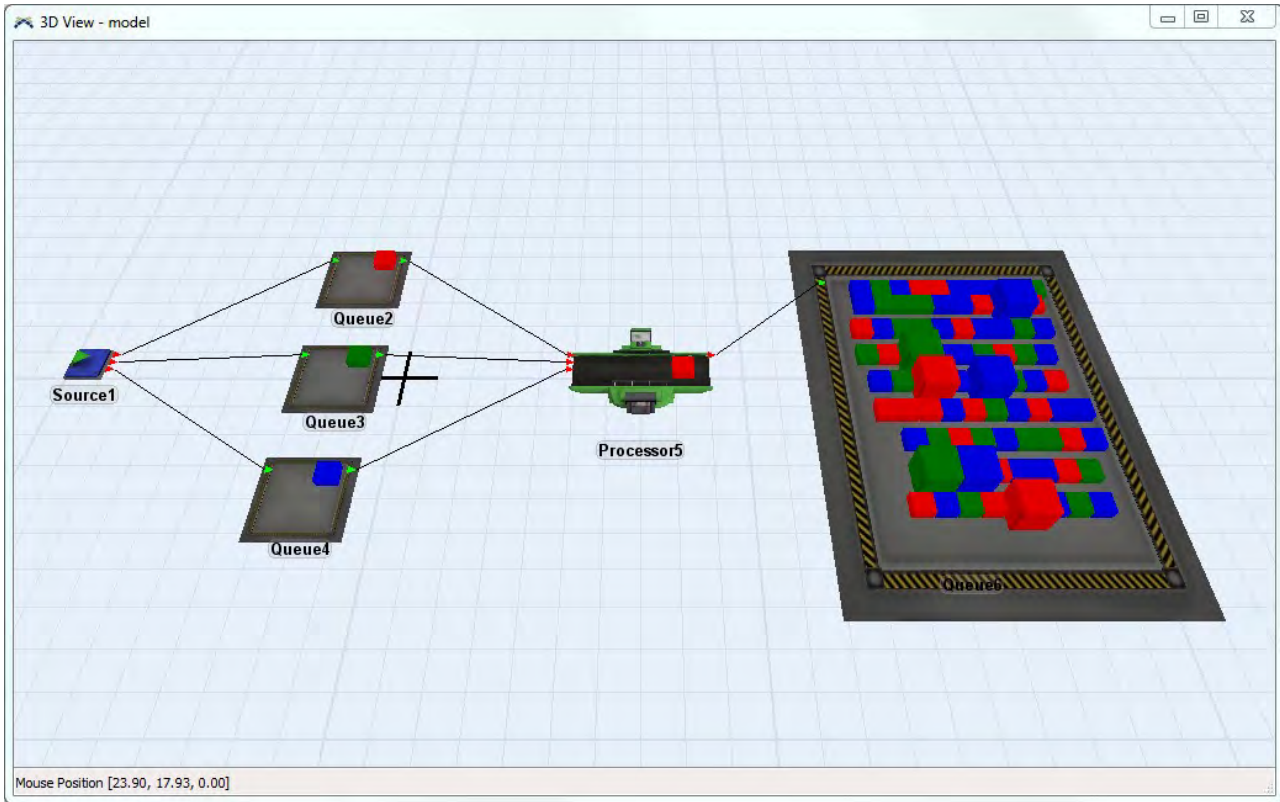 3D View - model
Queue2
Source1
Queue3
Processor5
Queue4
Queue6
Mouse Position [23.90, 17.93, 0.00]